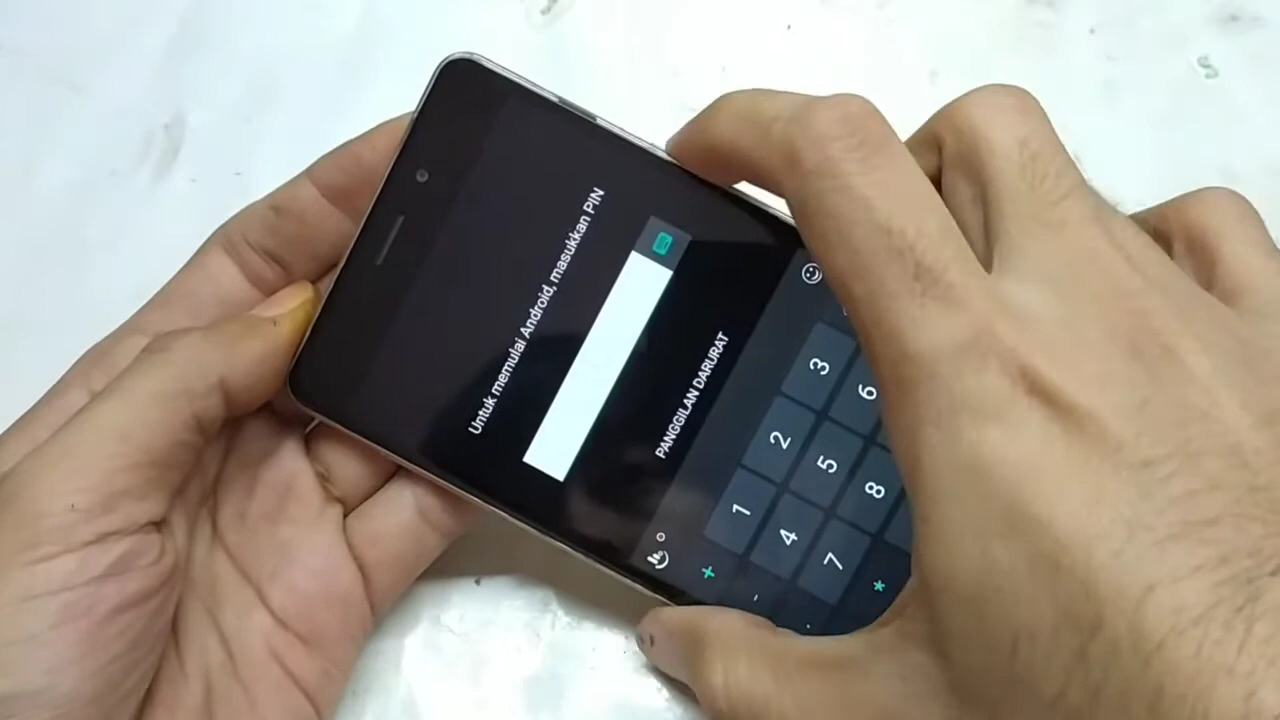 Untuk memulai Android, masukkan PIN
PANGGILAN DARURAT
+ 1 2 3
- 4 5 6
. 7 8
*